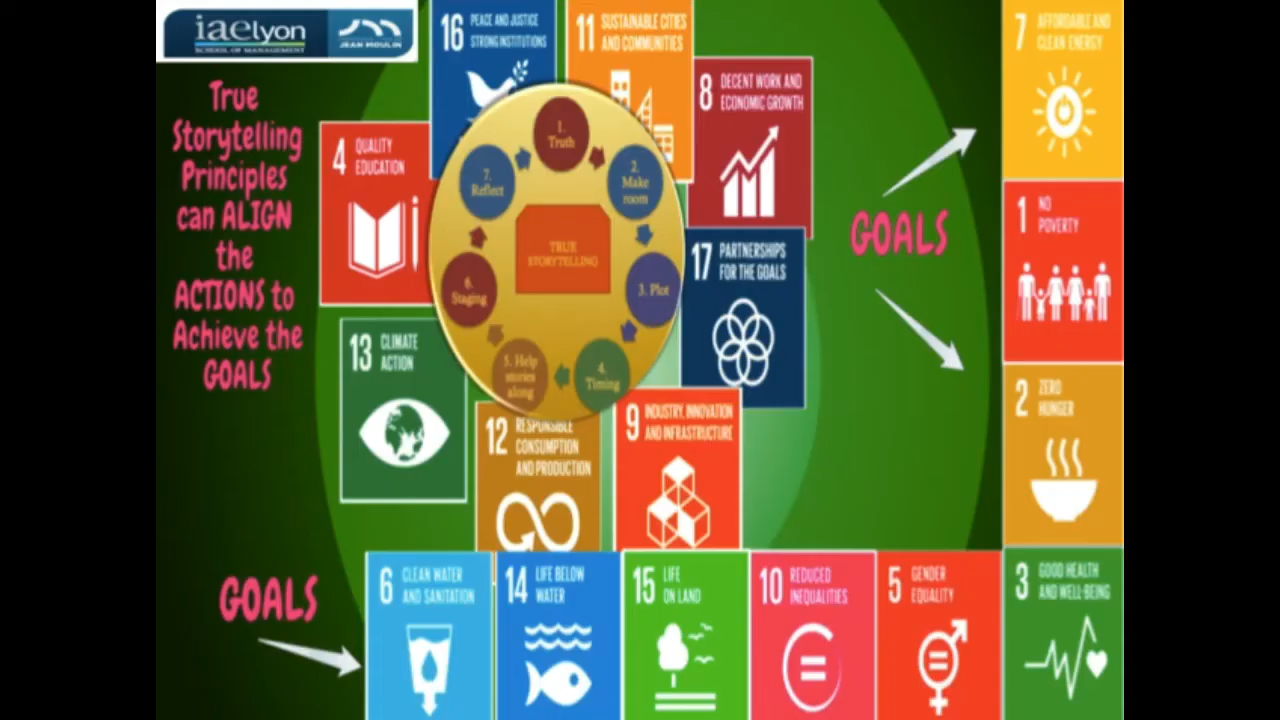 iaelyon
SCHOOL OF MANAGEMENT
JEAN MOULIN
True
Storytelling
Principles
can ALIGN
the
ACTIONS to
Achieve the
GOALS
16 PEACE AND JUSTICE
STRONG INSTITUTIONS
11 SUSTAINABLE CITIES
AND COMMUNITIES
8 DECENT WORK AND
ECONOMIC GROWTH
4 QUALITY
EDUCATION
17 PARTNERSHIPS
FOR THE GOALS
13 CLIMATE
ACTION
12 RESPONSIBLE
CONSUMPTION
AND PRODUCTION
9 INDUSTRY, INNOVATION
AND INFRASTRUCTURE
TRUE
STORYTELLING
1.
Truth
2.
Make
room
3. Plot
4.
Timing
5. Help
stories
along
6.
Staging
7.
Reflect
GOALS
7 AFFORDABLE AND
CLEAN ENERGY
1 NO
POVERTY
2 ZERO
HUNGER
3 GOOD HEALTH
AND WELL-BEING
GOALS
6 CLEAN WATER
AND SANITATION
14 LIFE BELOW
WATER
15 LIFE
ON LAND
10 REDUCED
INEQUALITIES
5 GENDER
EQUALITY